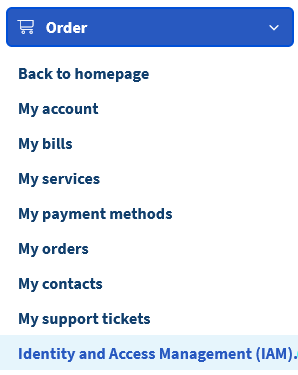 Order
Back to homepage
My account
My bills
My services
My payment methods
My orders
My contacts
My support tickets
Identity and Access Management (IAM).